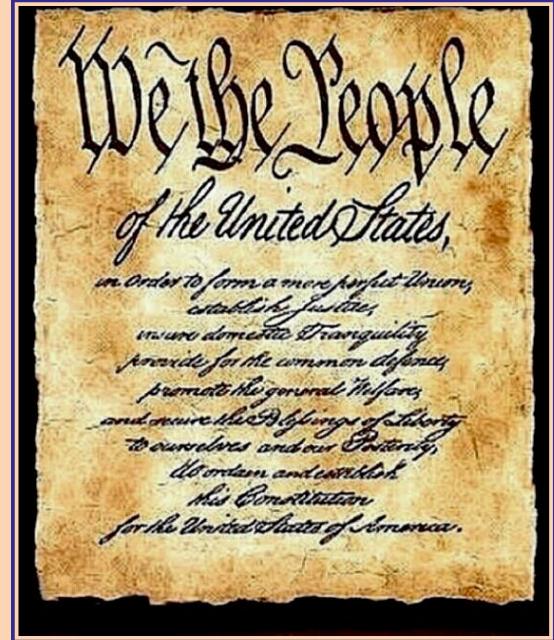 We the People
of the United States,
in Order to form a more perfect Union,
establish Justice,
insure domestic Tranquility
provide for the common defence,
promote the general Welfare,
and secure the Blessings of Liberty
to ourselves and our Posterity,
do ordain and establish
this Constitution
for the United States of America.